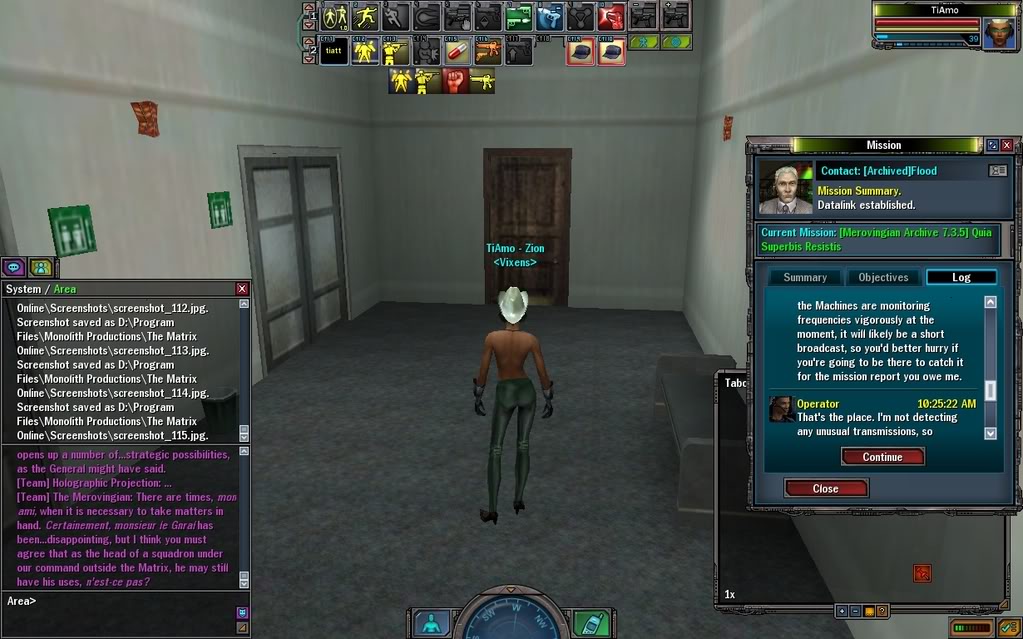 TiAmo
39
1
2
Ctrl 1
tiatt
TiAmo - Zion
<Vixens>
System / Area
Online\Screenshots\screenshot_112.jpg.
Screenshot saved as D:\Program
Files\Monolith Productions\The Matrix
Online\Screenshots\screenshot_113.jpg.
Screenshot saved as D:\Program
Files\Monolith Productions\The Matrix
Online\Screenshots\screenshot_114.jpg.
Screenshot saved as D:\Program
Files\Monolith Productions\The Matrix
Online\Screenshots\screenshot_115.jpg.
opens up a number of...strategic possibilities,
as the General might have said.
[Team] Holographic Projection: ...
[Team] The Merovingian: There are times, mon
ami, when it is necessary to take matters in
hand. Certainement, monsieur le Gnral has
been...disappointing, but I think you must
agree that as the head of a squadron under
our command outside the Matrix, he may still
have his uses, n'est-ce pas?
Area>
Mission
Contact: [Archived]Flood
Mission Summary.
Datalink established.
Current Mission: [Merovingian Archive 7.3.5] Quia
Superbis Resistis
Summary
Objectives
Log
the Machines are monitoring
frequencies vigorously at the
moment, it will likely be a short
broadcast, so you'd better hurry if
you're going to be there to catch it
for the mission report you owe me.
Operator 10:25:22 AM
That's the place. I'm not detecting
any unusual transmissions, so
Continue
Close
1x
SW
W